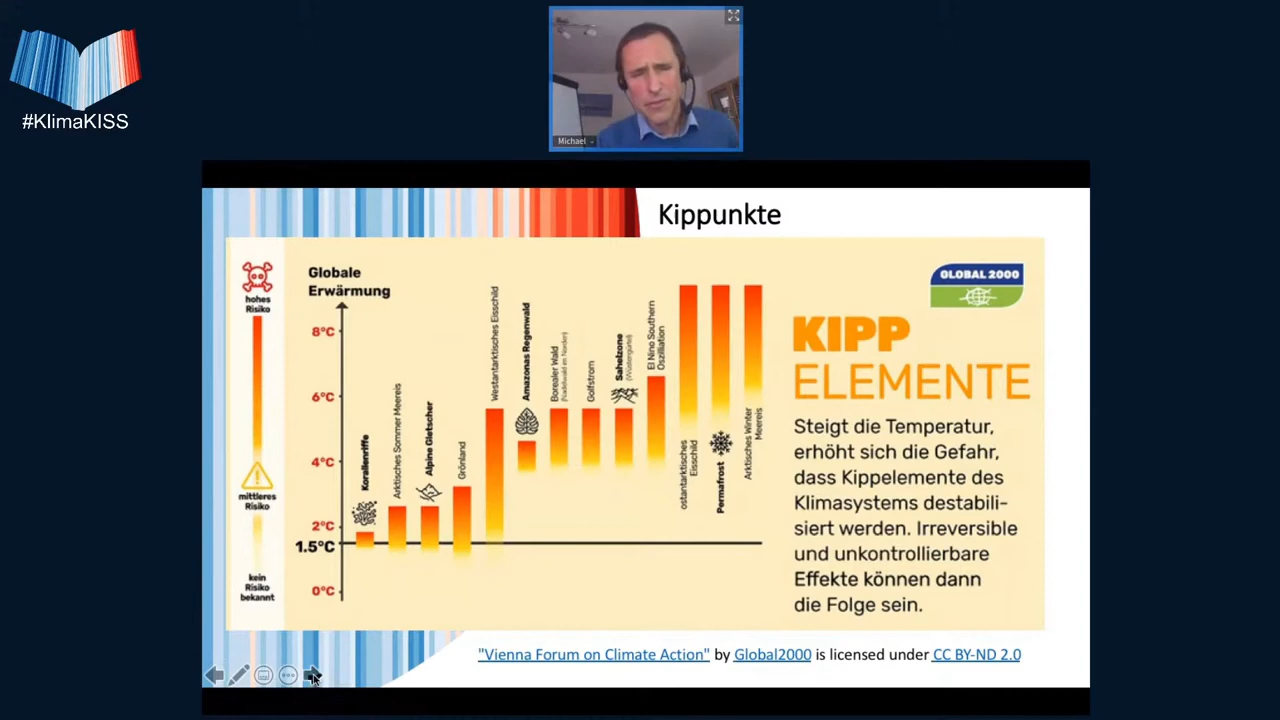 #KlimaKISS
Michael
Kippunkte
hohes
Risiko
mittleres
Risiko
kein
Risiko
bekannt
Globale
Erwärmung
8°C
6°C
4°C
2°C
1.5°C
0°C
Korallenriffe
Arktisches Sommer Meereis
Alpine Gletscher
Grönland
Westantarktisches Eisschild
Amazonas Regenwald
Borealer Wald
(Nadelwald en Norden)
Golfstrom
Sahelzone
(Wüstengürtel)
El Nino Southern
Oszillation
ostantarktisches
Eisschild
Permafrost
Arktisches Winter
Meereis
GLOBAL 2000
KIPP
ELEMENTE
Steigt die Temperatur,
erhöht sich die Gefahr,
dass Kippelemente des
Klimasystems destabili-
siert werden. Irreversible
und unkontrollierbare
Effekte können dann
die Folge sein.
"Vienna Forum on Climate Action" by Global2000 is licensed under CC BY-ND 2.0